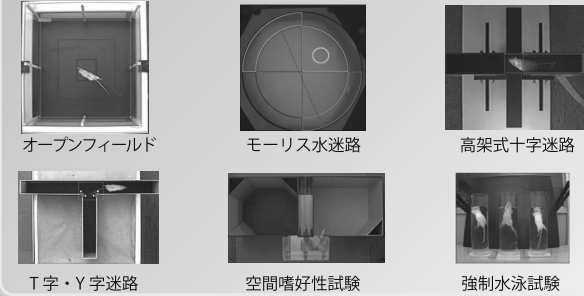 オープンフィールド
モーリス水迷路
高架式十字迷路
T字・Y字迷路
空間嗜好性試験
強制水泳試験